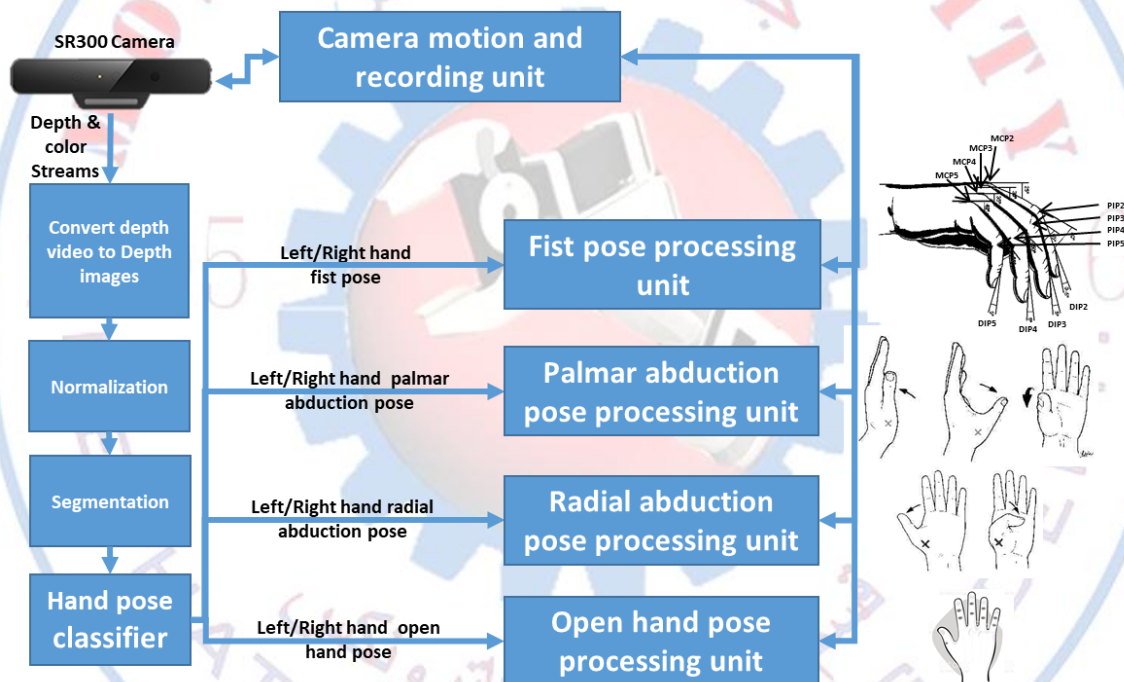 SR300 Camera
Camera motion and
recording unit
Depth &
color
Streams
Convert depth
video to Depth
images
Normalization
Segmentation
Hand pose
classifier
Left/Right hand
fist pose
Fist pose processing
unit
Left/Right hand palmar
abduction pose
Palmar abduction
pose processing unit
Left/Right hand radial
abduction pose
Radial abduction
pose processing unit
Left/Right hand open
hand pose
Open hand pose
processing unit
MCP2
MCP3
MCP4
MCP5
PIP2
PIP3
PIP4
PIP5
DIP2
DIP3
DIP4
DIP5